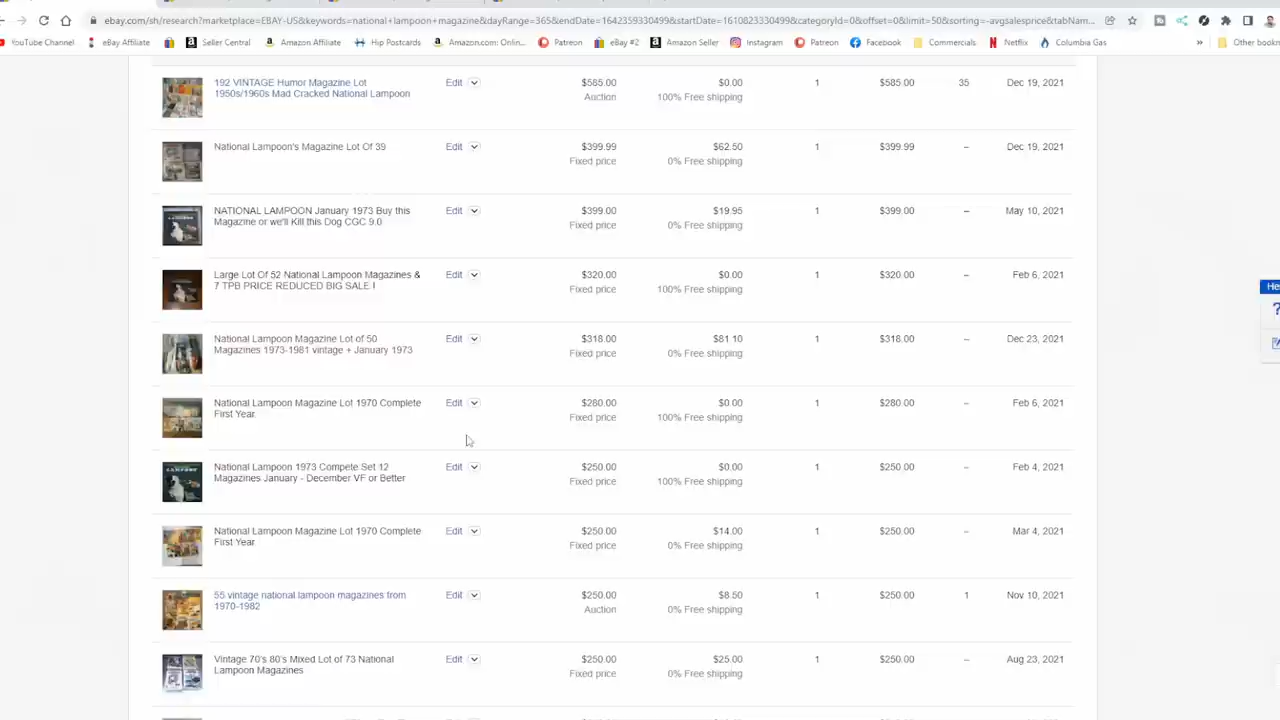 ebay.com/sh/research?marketplace=EBAY-US&keywords=national+lampoon+magazine&dayRange=365&endDate=1642359330499&startDate=1610823330499&categoryId=0&offset=0&limit=50&sorting=-avgsalesprice&tabNam...
YouTube Channel eBay Affiliate Seller Central Amazon Affiliate Hip Postcards Amazon.com: Onlin... Patreon eBay #2 Amazon Seller Instagram Patreon Facebook Commercials Netflix Columbia Gas » Other bookm
192 VINTAGE Humor Magazine Lot Edit $585.00 $0.00 1 $585.00 35 Dec 19, 2021
1950s/1960s Mad Cracked National Lampoon Auction 100% Free shipping
National Lampoon's Magazine Lot Of 39 Edit $399.99 $62.50 1 $399.99 – Dec 19, 2021
Fixed price 0% Free shipping
NATIONAL LAMPOON January 1973 Buy this Edit $399.00 $19.95 1 $399.00 – May 10, 2021
Magazine or we'll Kill this Dog CGC 9.0 Fixed price 0% Free shipping
Large Lot Of 52 National Lampoon Magazines & Edit $320.00 $0.00 1 $320.00 – Feb 6, 2021
7 TPB PRICE REDUCED BIG SALE ! Fixed price 100% Free shipping
National Lampoon Magazine Lot of 50 Edit $318.00 $81.10 1 $318.00 – Dec 23, 2021
Magazines 1973-1981 vintage + January 1973 Fixed price 0% Free shipping
National Lampoon Magazine Lot 1970 Complete Edit $280.00 $0.00 1 $280.00 – Feb 6, 2021
First Year Fixed price 100% Free shipping
National Lampoon 1973 Compete Set 12 Edit $250.00 $0.00 1 $250.00 – Feb 4, 2021
Magazines January - December VF or Better Fixed price 100% Free shipping
National Lampoon Magazine Lot 1970 Complete Edit $250.00 $14.00 1 $250.00 – Mar 4, 2021
First Year Fixed price 0% Free shipping
55 vintage national lampoon magazines from Edit $250.00 $8.50 1 $250.00 1 Nov 10, 2021
1970-1982 Auction 0% Free shipping
Vintage 70's 80's Mixed Lot of 73 National Edit $250.00 $25.00 1 $250.00 – Aug 23, 2021
Lampoon Magazines Fixed price 0% Free shipping
He
?